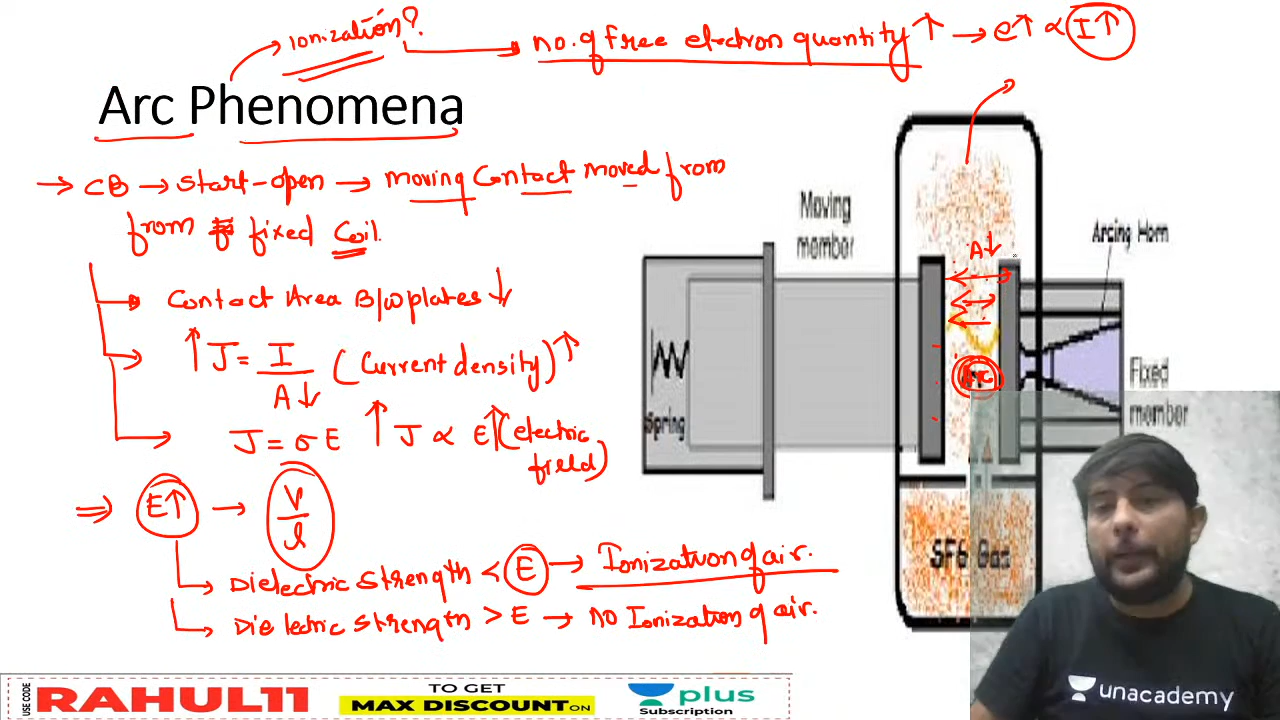 ionization?
no. of free electron quantity ↑ → e↑ ∝ I↑
Arc Phenomena
→ CB → start-open → moving Contact moved from
from fixed Coil.
Contact Area B/w plates ↓
↑ J = I / A↓ (Current density) ↑
J = σE ↑ J ∝ E↑ (electric field)
⇒ E↑ → V / l
Dielectric strength < E → Ionization of air.
Dielectric strength > E → no Ionization of air.
Moving
member
A↓
Arcing Horn
Arc
Spring
Fixed
member
SF6 Gas
unacademy
USE CODE
RAHUL11
TO GET
MAX DISCOUNT ON
plus
Subscription